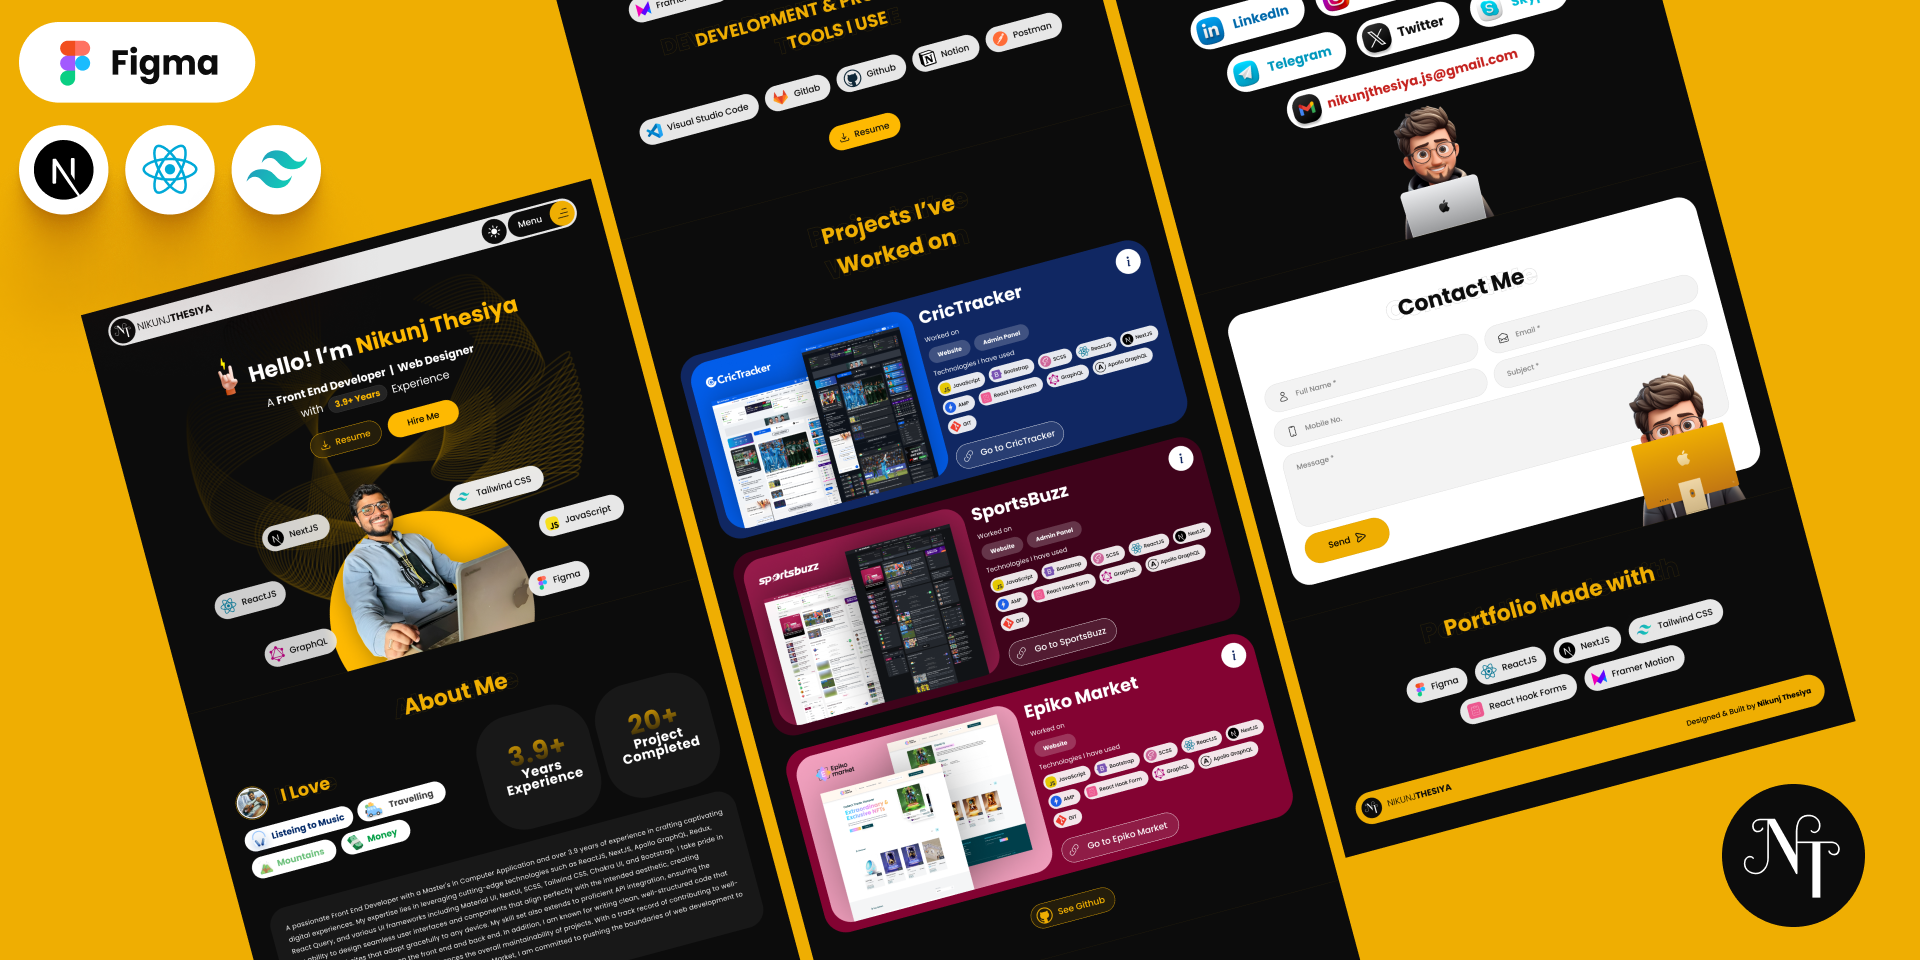 Figma
NIKUNJTHESIYA
Menu
Hello! I'm Nikunj Thesiya
A Front End Developer | Web Designer
with 3.9+ Years Experience
Resume
Hire Me
Tailwind CSS
JavaScript
NextJS
Figma
ReactJS
GraphQL
About Me
3.9+
Years
Experience
20+
Project
Completed
I Love
Listeing to Music
Travelling
Mountains
Money
A passionate Front End Developer with a Master's in Computer Application and over 3.9 years of experience in crafting captivating
digital experiences. My expertise lies in leveraging cutting-edge technologies such as ReactJS, NextJS, Apollo GraphQL, Redux,
React Query, and various UI frameworks including Material UI, NextUI, SCSS, Tailwind CSS, Chakra UI, and Bootstrap. I take pride in
ability to design seamless user interfaces and components that align perfectly with the intended aesthetic, creating
sites that adapt gracefully to any device. My skill set also extends to proficient API integration, ensuring the
the front end and back end. In addition, I am known for writing clean, well-structured code that
the overall maintainability of projects. With a track record of contributing to well-
Market, I am committed to pushing the boundaries of web development to
DEVELOPMENT &
TOOLS I USE
Visual Studio Code
Gitlab
Github
Notion
Postman
Resume
Projects I've
Worked on
CricTracker
CricTracker
Worked on
Website
Admin Panel
Technologies I have used
JavaScript
Bootstrap
SCSS
ReactJS
NextJS
AMP
React Hook Form
GraphQL
Apollo GraphQL
GIT
Go to CricTracker
sportsbuzz
SportsBuzz
Worked on
Website
Admin Panel
Technologies I have used
JavaScript
Bootstrap
SCSS
ReactJS
NextJS
AMP
React Hook Form
GraphQL
Apollo GraphQL
GIT
Go to SportsBuzz
Epiko
market
Extraordinary &
Exclusive NFTs
Epiko Market
Worked on
Website
Technologies I have used
JavaScript
Bootstrap
SCSS
ReactJS
NextJS
AMP
React Hook Form
GraphQL
Apollo GraphQL
GIT
Go to Epiko Market
See Github
LinkedIn
Telegram
Twitter
nikunjthesiya.js@gmail.com
Contact Me
Full Name *
Email *
Mobile No.
Subject *
Message *
Send
Portfolio Made with
Figma
ReactJS
NextJS
Tailwind CSS
React Hook Forms
Framer Motion
Designed & Built by Nikunj Thesiya
NIKUNJTHESIYA
NT